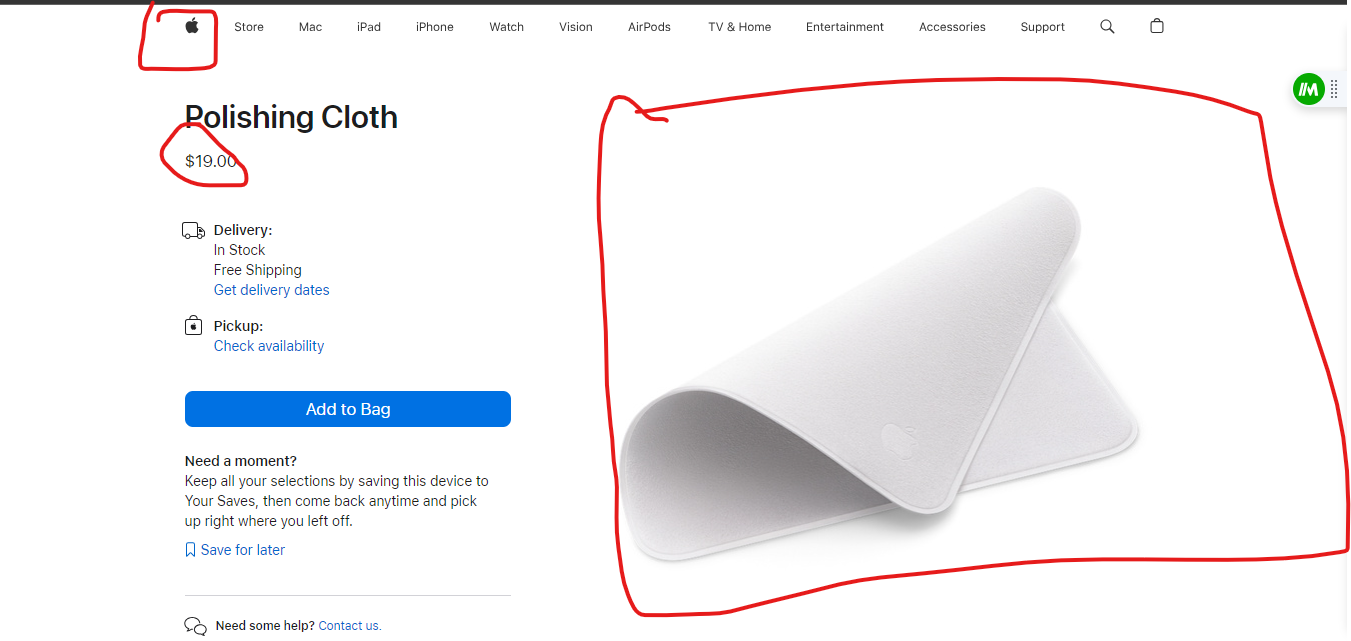 Store Mac iPad iPhone Watch Vision AirPods TV & Home Entertainment Accessories Support
Polishing Cloth
$19.00
Delivery:
In Stock
Free Shipping
Get delivery dates
Pickup:
Check availability
Add to Bag
Need a moment?
Keep all your selections by saving this device to
Your Saves, then come back anytime and pick
up right where you left off.
Save for later
Need some help? Contact us.